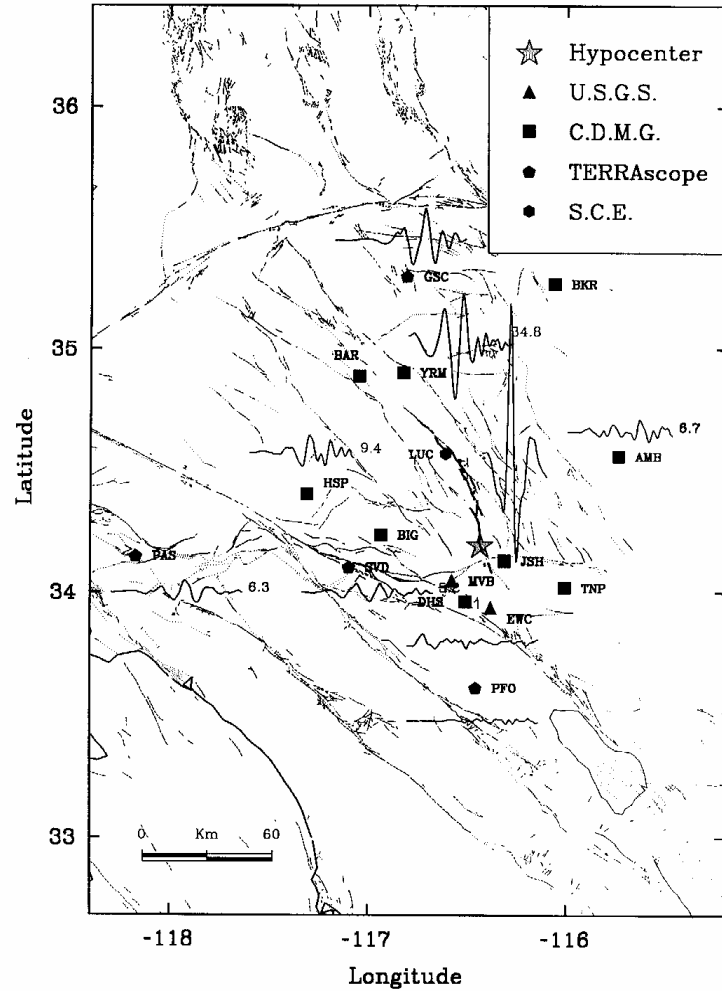 36
35
34
33
Latitude
Hypocenter
U.S.G.S.
C.D.M.G.
TERRAscope
S.C.E.
GSC
BKR
34.8
BAR
YRM
9.4
LUC
6.7
AMB
HSP
BIG
PAS
SVD
JSH
MVB
TNP
6.3
DHS
EWC
PFO
0 Km 60
-118
-117
-116
Longitude